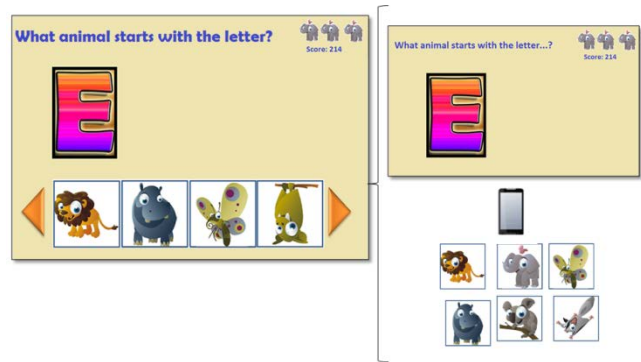 What animal starts with the letter?
Score: 214
E
What animal starts with the letter...?
Score: 214
E